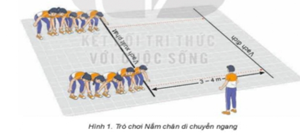 KẾT NỐI TRI THỨC
VỚI CUỘC SỐNG
Vạch xuất phát
Vạch đích
3 – 4 m
Hình 1. Trò chơi Nắm chân di chuyển ngang